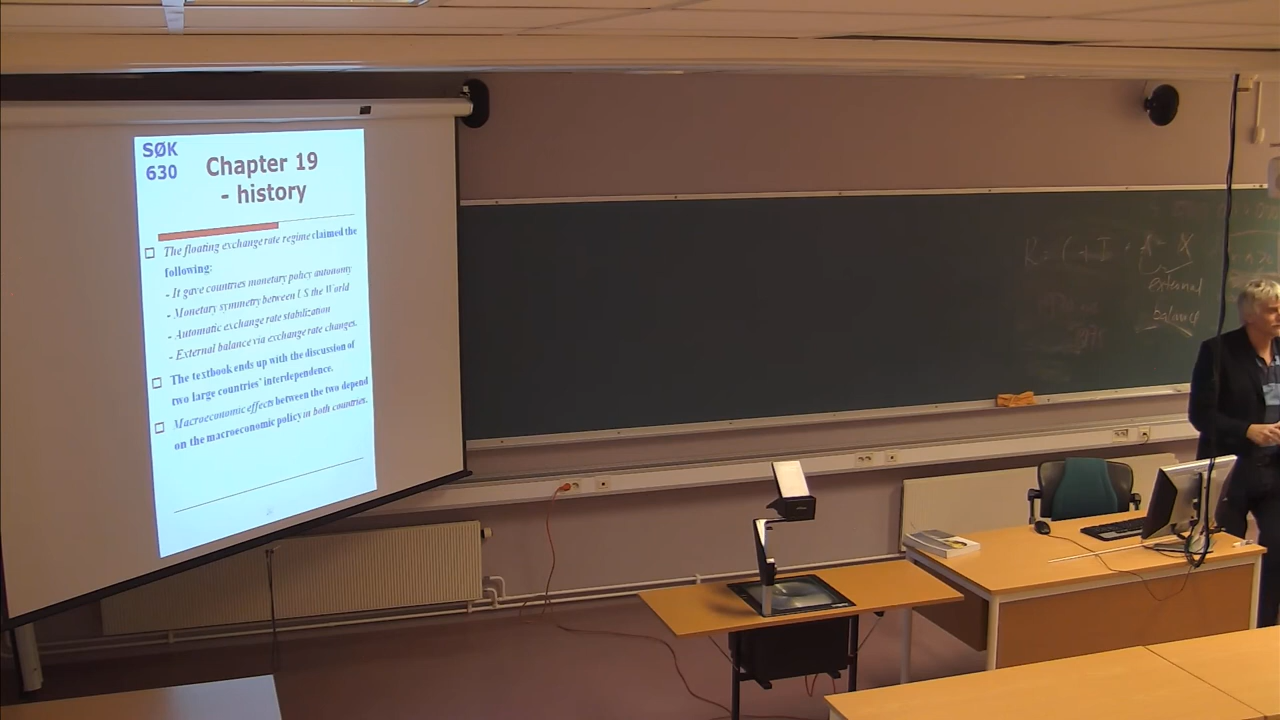 SØK
630
Chapter 19
- history
The floating exchange rate regime claimed the
following:
- It gave countries monetary policy autonomy
- Monetary symmetry between US the World
- Automatic exchange rate stabilization
- External balance via exchange rate changes.
The textbook ends up with the discussion of
two large countries' interdependence.
Macroeconomic effects between the two depend
on the macroeconomic policy in both countries.
external
balance